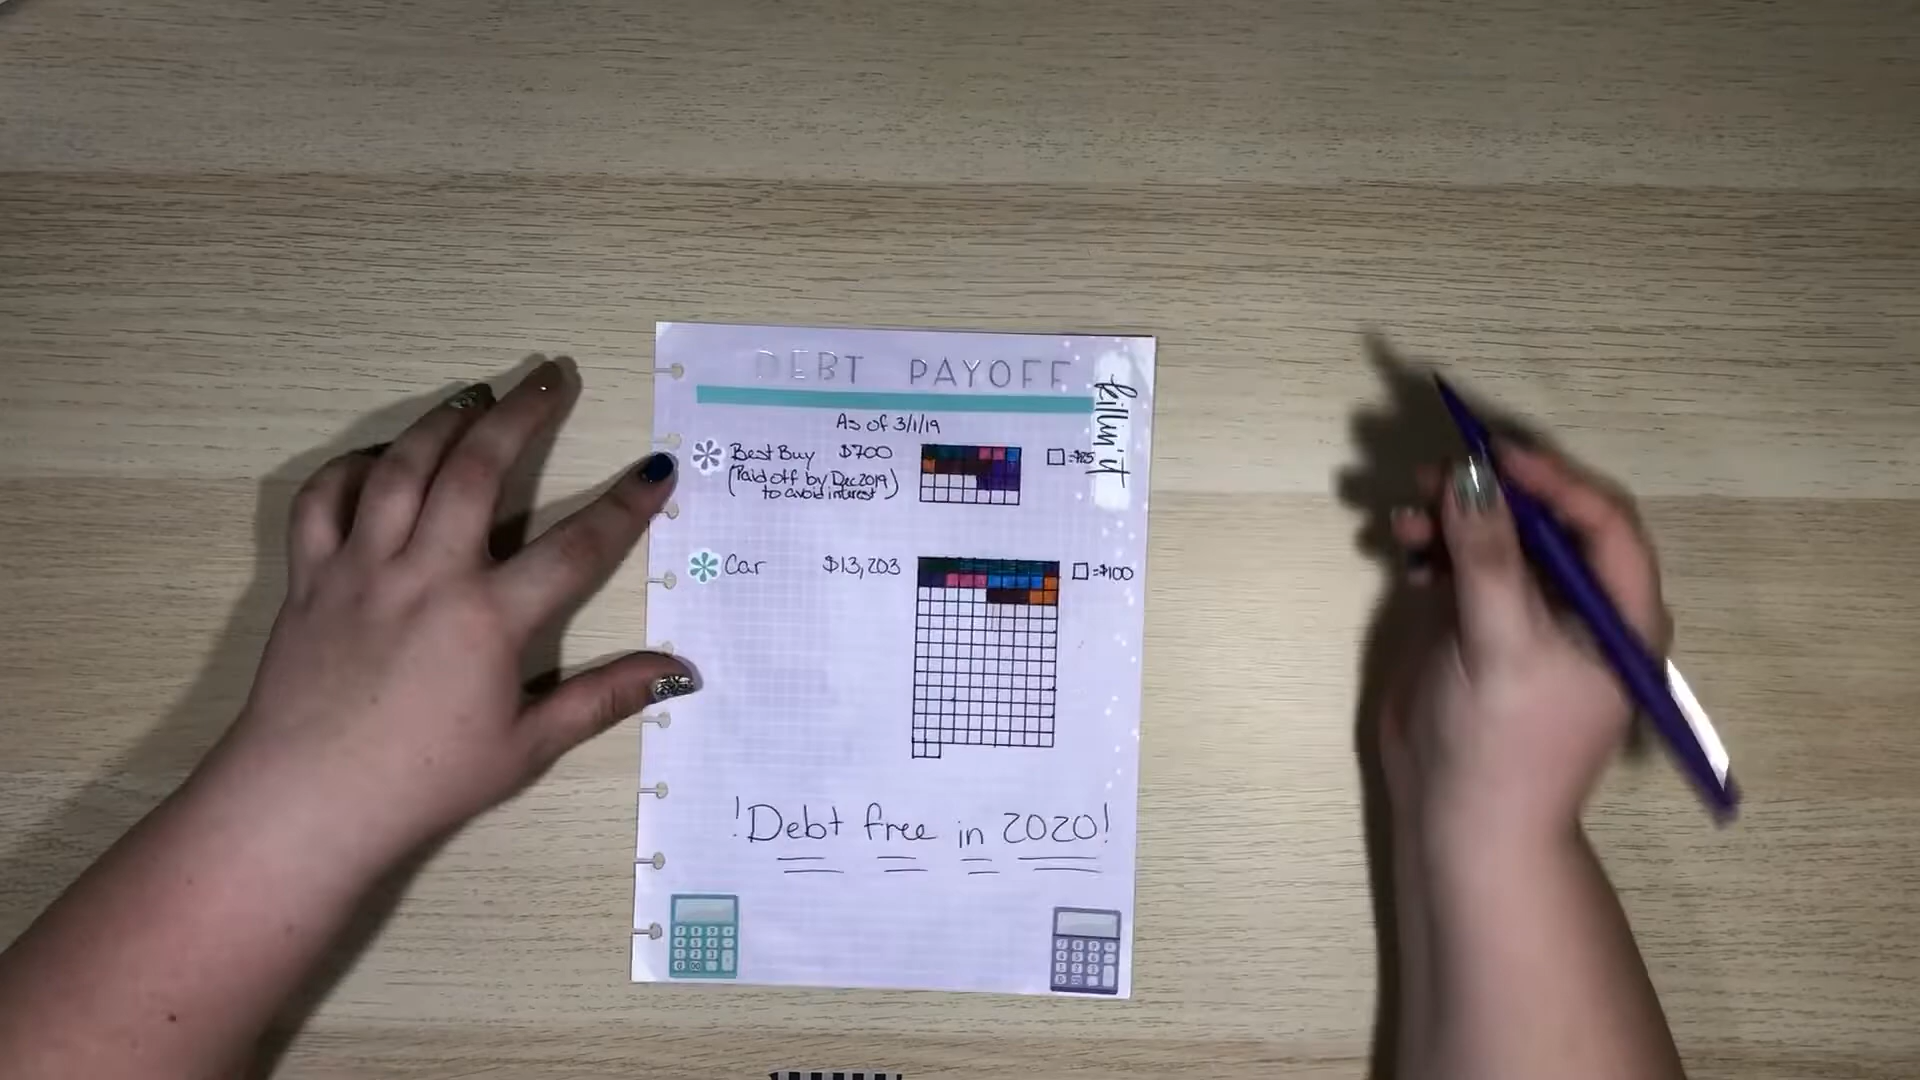 DEBT PAYOFF
killin' it
As of 3/1/19
Best Buy $700
(Paid off by Dec 2019)
to avoid interest
□=$25
Car $13,203
□=$100
!Debt free in 2020!